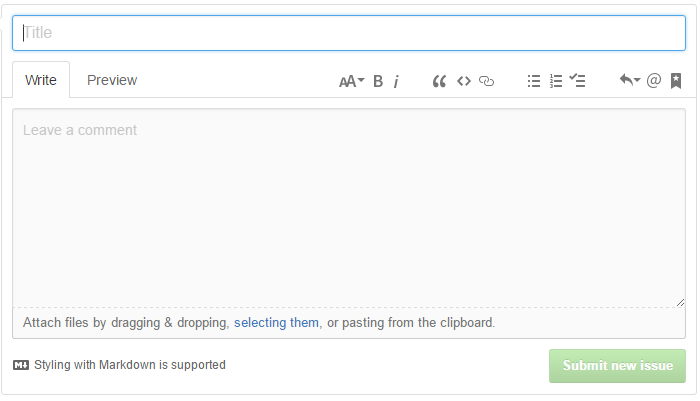 Title
Write Preview AA B i @
Leave a comment
Attach files by dragging & dropping, selecting them, or pasting from the clipboard.
Styling with Markdown is supported Submit new issue